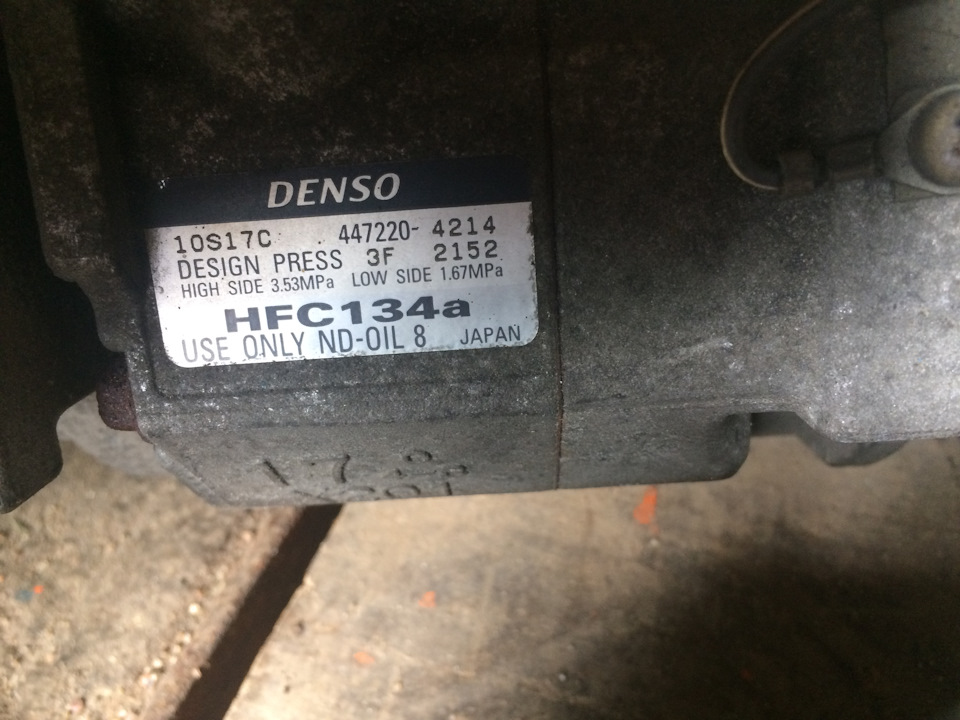 DENSO
10S17C 447220-4214
DESIGN PRESS 3F 2152
HIGH SIDE 3.53MPa LOW SIDE 1.67MPa
HFC134a
USE ONLY ND-OIL 8 JAPAN